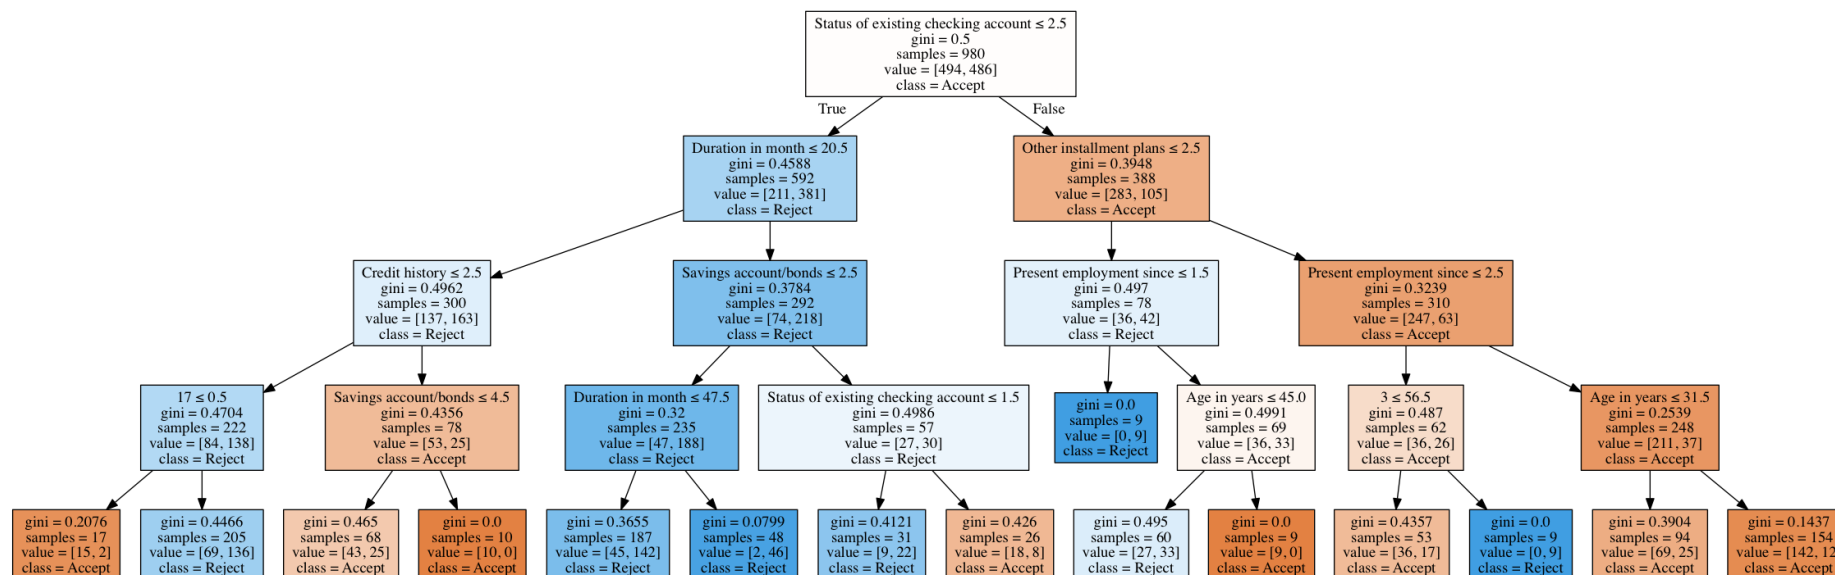 Status of existing checking account ≤ 2.5
gini = 0.5
samples = 980
value = [494, 486]
class = Accept
True
False
Duration in month ≤ 20.5
gini = 0.4588
samples = 592
value = [211, 381]
class = Reject
Other installment plans ≤ 2.5
gini = 0.3948
samples = 388
value = [283, 105]
class = Accept
Credit history ≤ 2.5
gini = 0.4962
samples = 300
value = [137, 163]
class = Reject
Savings account/bonds ≤ 2.5
gini = 0.3784
samples = 292
value = [74, 218]
class = Reject
Present employment since ≤ 1.5
gini = 0.497
samples = 78
value = [36, 42]
class = Reject
Present employment since ≤ 2.5
gini = 0.3239
samples = 310
value = [247, 63]
class = Accept
17 ≤ 0.5
gini = 0.4704
samples = 222
value = [84, 138]
class = Reject
Savings account/bonds ≤ 4.5
gini = 0.4356
samples = 78
value = [53, 25]
class = Accept
Duration in month ≤ 47.5
gini = 0.32
samples = 235
value = [47, 188]
class = Reject
Status of existing checking account ≤ 1.5
gini = 0.4986
samples = 57
value = [27, 30]
class = Reject
gini = 0.0
samples = 9
value = [0, 9]
class = Reject
Age in years ≤ 45.0
gini = 0.4991
samples = 69
value = [36, 33]
class = Accept
3 ≤ 56.5
gini = 0.487
samples = 62
value = [36, 26]
class = Accept
Age in years ≤ 31.5
gini = 0.2539
samples = 248
value = [211, 37]
class = Accept
gini = 0.2076
samples = 17
value = [15, 2]
class = Accept
gini = 0.4466
samples = 205
value = [69, 136]
class = Reject
gini = 0.465
samples = 68
value = [43, 25]
class = Accept
gini = 0.0
samples = 10
value = [10, 0]
class = Accept
gini = 0.3655
samples = 187
value = [45, 142]
class = Reject
gini = 0.0799
samples = 48
value = [2, 46]
class = Reject
gini = 0.4121
samples = 31
value = [9, 22]
class = Reject
gini = 0.426
samples = 26
value = [18, 8]
class = Accept
gini = 0.495
samples = 60
value = [27, 33]
class = Reject
gini = 0.0
samples = 9
value = [9, 0]
class = Accept
gini = 0.4357
samples = 53
value = [36, 17]
class = Accept
gini = 0.0
samples = 9
value = [0, 9]
class = Reject
gini = 0.3904
samples = 94
value = [69, 25]
class = Accept
gini = 0.1437
samples = 154
value = [142, 12
class = Accept